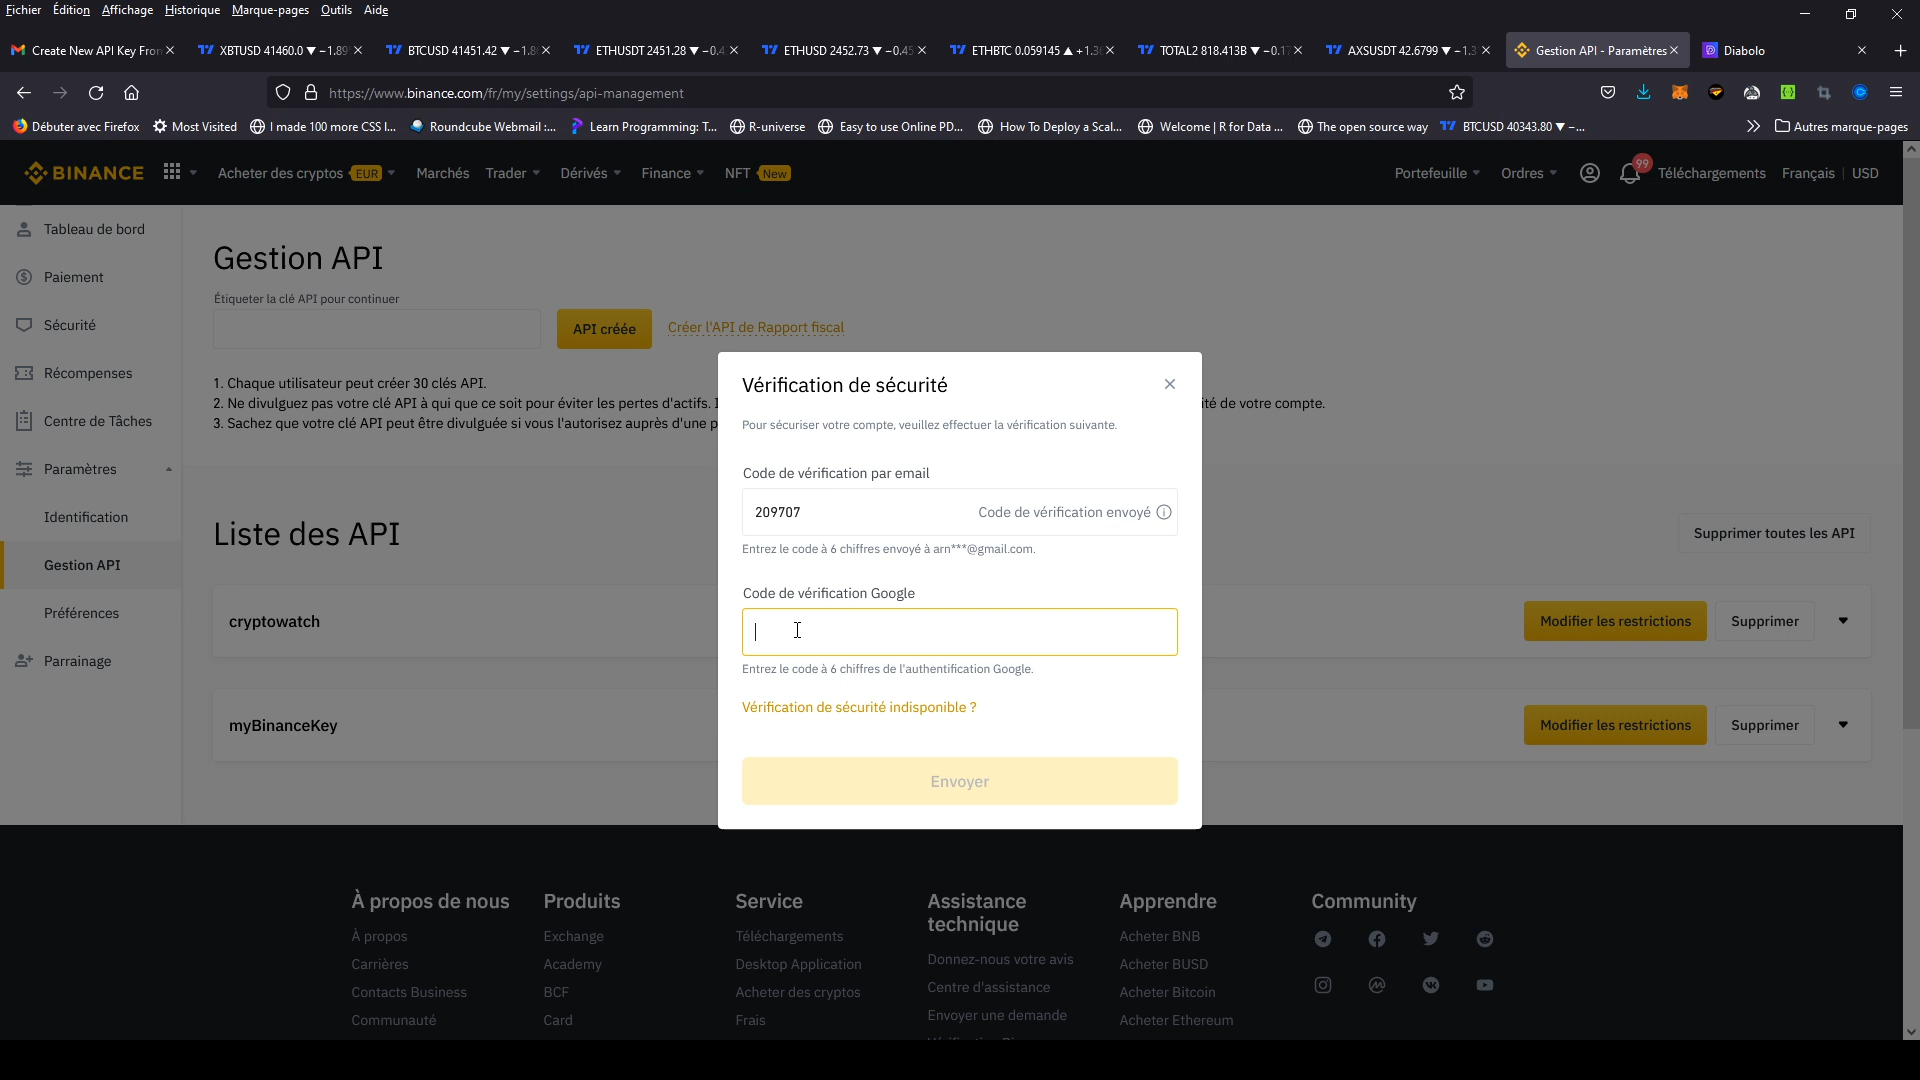 Fichier Édition Affichage Historique Marque-pages Outils Aide
Create New API Key Fron
XBTUSD 41460.0 ▼ −1.89
BTCUSD 41451.42 ▼ −1.8
ETHUSDT 2451.28 ▼ −0.4
ETHUSD 2452.73 ▼ −0.45
ETHBTC 0.059145 ▲ +1.36
TOTAL2 818.413B ▼ −0.17
AXSUSDT 42.6799 ▼ −1.3
Gestion API - Paramètres
Diabolo
https://www.binance.com/fr/my/settings/api-management
Débuter avec Firefox
Most Visited
I made 100 more CSS l...
Roundcube Webmail :...
Learn Programming: T...
R-universe
Easy to use Online PD...
How To Deploy a Scal...
Welcome | R for Data ...
The open source way
BTCUSD 40343.80 ▼ −...
Autres marque-pages
BINANCE
Acheter des cryptos EUR
Marchés
Trader
Dérivés
Finance
NFT New
Portefeuille
Ordres
99
Téléchargements
Français
USD
Tableau de bord
Paiement
Sécurité
Récompenses
Centre de Tâches
Paramètres
Identification
Gestion API
Préférences
Parrainage
Gestion API
Étiqueter la clé API pour continuer
API créée
Créer l'API de Rapport fiscal
1. Chaque utilisateur peut créer 30 clés API.
2. Ne divulguez pas votre clé API à qui que ce soit pour éviter les pertes d'actifs. ité de votre compte.
3. Sachez que votre clé API peut être divulguée si vous l'autorisez auprès d'une p
Liste des API
Supprimer toutes les API
cryptowatch
Modifier les restrictions
Supprimer
myBinanceKey
Modifier les restrictions
Supprimer
Vérification de sécurité
Pour sécuriser votre compte, veuillez effectuer la vérification suivante.
Code de vérification par email
209707
Code de vérification envoyé
Entrez le code à 6 chiffres envoyé à arn***@gmail.com.
Code de vérification Google
Entrez le code à 6 chiffres de l'authentification Google.
Vérification de sécurité indisponible ?
Envoyer
À propos de nous
À propos
Carrières
Contacts Business
Communauté
Produits
Exchange
Academy
BCF
Card
Service
Téléchargements
Desktop Application
Acheter des cryptos
Frais
Assistance
technique
Donnez-nous votre avis
Centre d'assistance
Envoyer une demande
Apprendre
Acheter BNB
Acheter BUSD
Acheter Bitcoin
Acheter Ethereum
Community